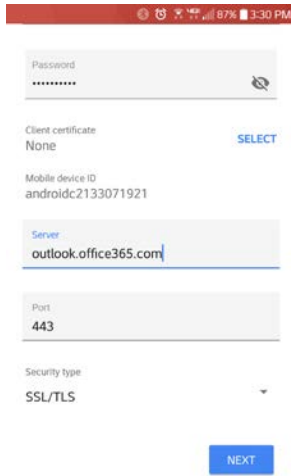 87% 3:30 PM
Password
••••••••••
Client certificate
None
SELECT
Mobile device ID
androidc2133071921
Server
outlook.office365.com
Port
443
Security type
SSL/TLS
NEXT